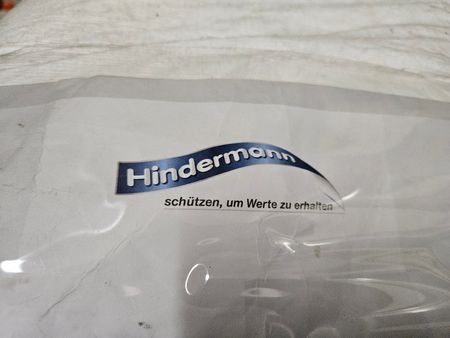 Hindermann
schützen, um Werte zu erhalten